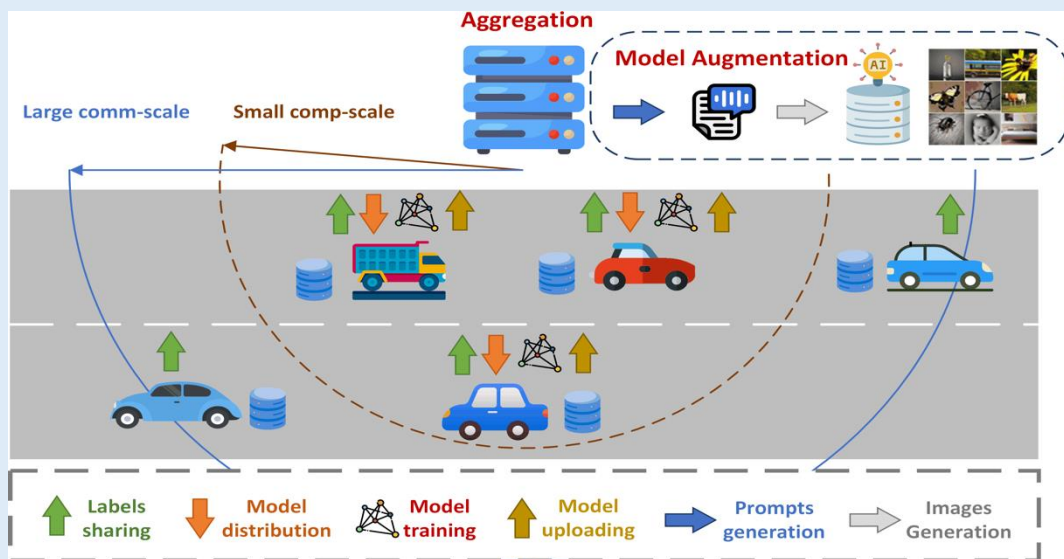 Aggregation
Model Augmentation
AI
Large comm-scale
Small comp-scale
Labels sharing
Model distribution
Model training
Model uploading
Prompts generation
Images Generation